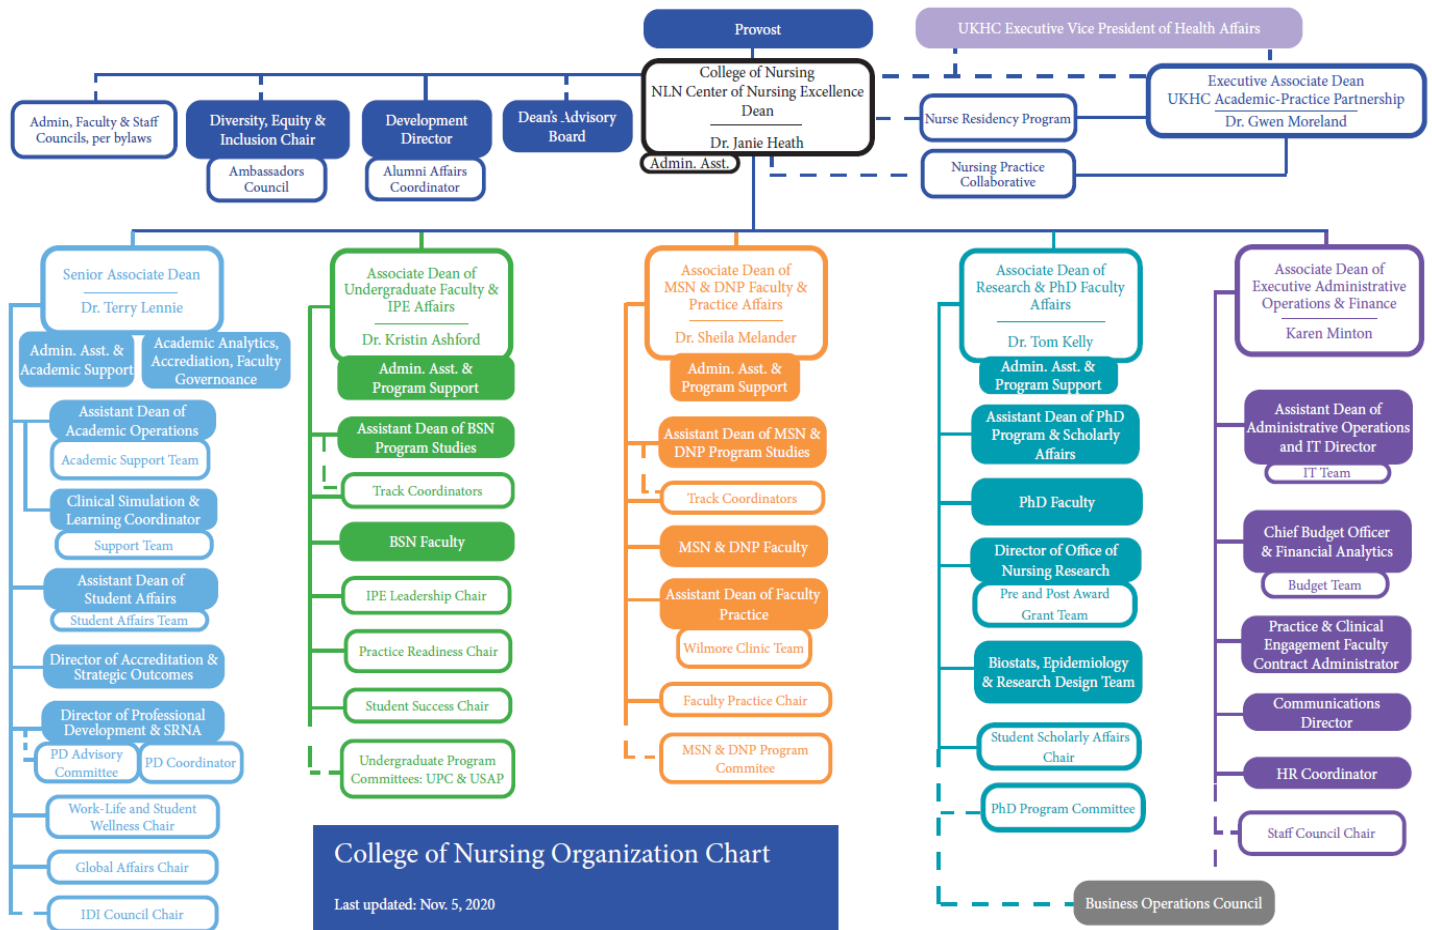 Provost
UKHC Executive Vice President of Health Affairs
College of Nursing
NLN Center of Nursing Excellence
Dean
Dr. Janie Heath
Admin. Asst.
Executive Associate Dean
UKHC Academic-Practice Partnership
Dr. Gwen Moreland
Admin, Faculty & Staff
Councils, per bylaws
Diversity, Equity &
Inclusion Chair
Ambassadors
Council
Development
Director
Alumni Affairs
Coordinator
Dean's Advisory
Board
Nurse Residency Program
Nursing Practice
Collaborative
Senior Associate Dean
Dr. Terry Lennie
Admin. Asst. &
Academic Support
Academic Analytics,
Accrediation, Faculty
Governoance
Assistant Dean of
Academic Operations
Academic Support Team
Clinical Simulation &
Learning Coordinator
Support Team
Assistant Dean of
Student Affairs
Student Affairs Team
Director of Accreditation &
Strategic Outcomes
Director of Professional
Development & SRNA
PD Advisory
Committee
PD Coordinator
Work-Life and Student
Wellness Chair
Global Affairs Chair
IDI Council Chair
Associate Dean of
Undergraduate Faculty &
IPE Affairs
Dr. Kristin Ashford
Admin. Asst. &
Program Support
Assistant Dean of BSN
Program Studies
Track Coordinators
BSN Faculty
IPE Leadership Chair
Practice Readiness Chair
Student Success Chair
Undergraduate Program
Committees: UPC & USAP
Associate Dean of
MSN & DNP Faculty &
Practice Affairs
Dr. Sheila Melander
Admin. Asst. &
Program Support
Assistant Dean of MSN &
DNP Program Studies
Track Coordinators
MSN & DNP Faculty
Assistant Dean of Faculty
Practice
Wilmore Clinic Team
Faculty Practice Chair
MSN & DNP Program
Commitee
Associate Dean of
Research & PhD Faculty
Affairs
Dr. Tom Kelly
Admin. Asst. &
Program Support
Assistant Dean of PhD
Program & Scholarly
Affairs
PhD Faculty
Director of Office of
Nursing Research
Pre and Post Award
Grant Team
Biostats, Epidemiology
& Research Design Team
Student Scholarly Affairs
Chair
PhD Program Committee
Business Operations Council
Associate Dean of
Executive Administrative
Operations & Finance
Karen Minton
Assistant Dean of
Administrative Operations
and IT Director
IT Team
Chief Budget Officer
& Financial Analytics
Budget Team
Practice & Clinical
Engagement Faculty
Contract Administrator
Communications
Director
HR Coordinator
Staff Council Chair
College of Nursing Organization Chart
Last updated: Nov. 5, 2020